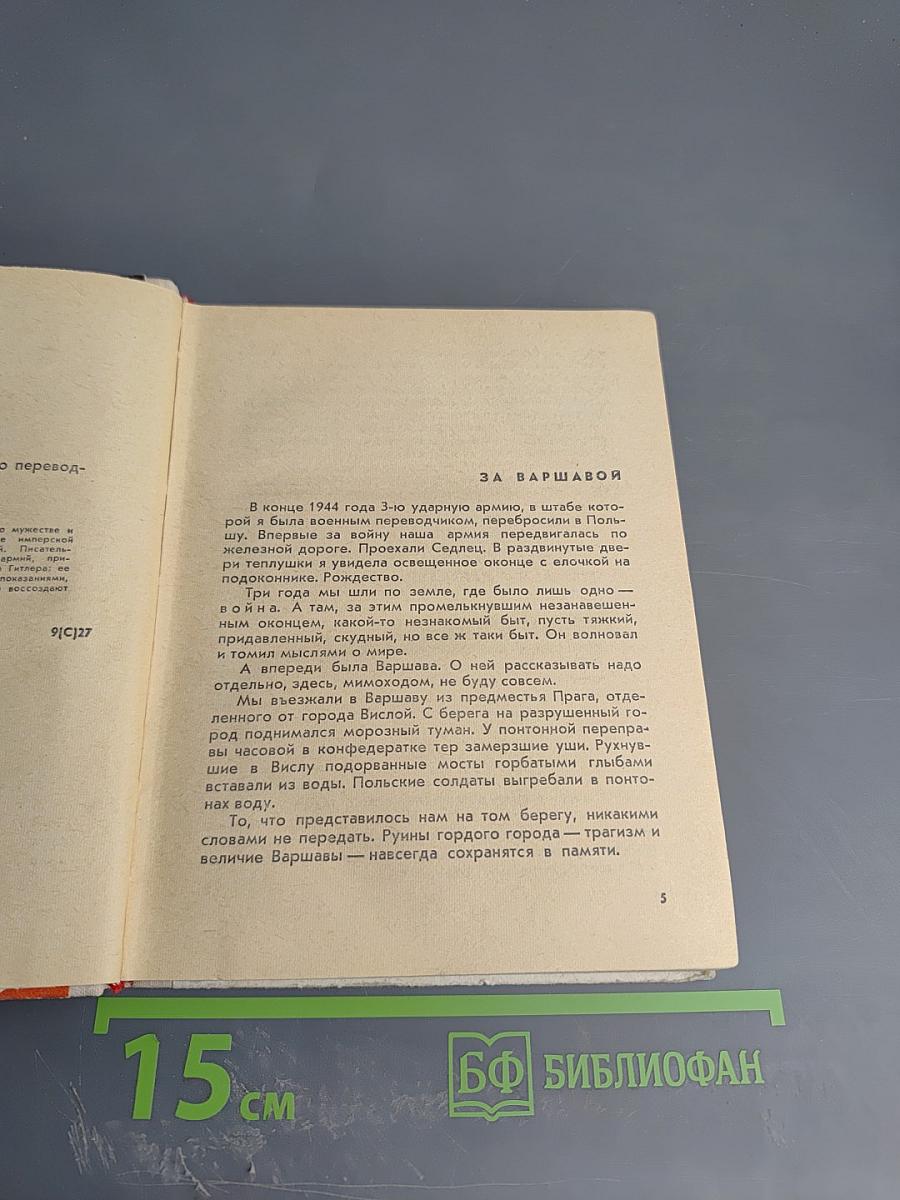 о перевод-
о мужестве и
е имперской
й. Писатель-
армий, при-
Гитлера; ее
показаниями,
воссоздают
9[С]27
ЗА ВАРШАВОЙ
В конце 1944 года 3-ю ударную армию, в штабе кото-
рой я была военным переводчиком, перебросили в Поль-
шу. Впервые за войну наша армия передвигалась по
железной дороге. Проехали Седлец. В раздвинутые две-
ри теплушки я увидела освещенное оконце с елочкой на
подоконнике. Рождество.
Три года мы шли по земле, где было лишь одно —
война. А там, за этим промелькнувшим незанавешен-
ным оконцем, какой-то незнакомый быт, пусть тяжкий,
придавленный, скудный, но все ж таки быт. Он волновал
и томил мыслями о мире.
А впереди была Варшава. О ней рассказывать надо
отдельно, здесь, мимоходом, не буду совсем.
Мы въезжали в Варшаву из предместья Прага, отде-
ленного от города Вислой. С берега на разрушенный го-
род поднимался морозный туман. У понтонной перепра-
вы часовой в конфедератке тер замерзшие уши. Рухнув-
шие в Вислу подорванные мосты горбатыми глыбами
вставали из воды. Польские солдаты выгребали в понто-
нах воду.
То, что представилось нам на том берегу, никакими
словами не передать. Руины гордого города — трагизм и
величие Варшавы — навсегда сохранятся в памяти.
5
15 см
БФ БИБЛИОФАН